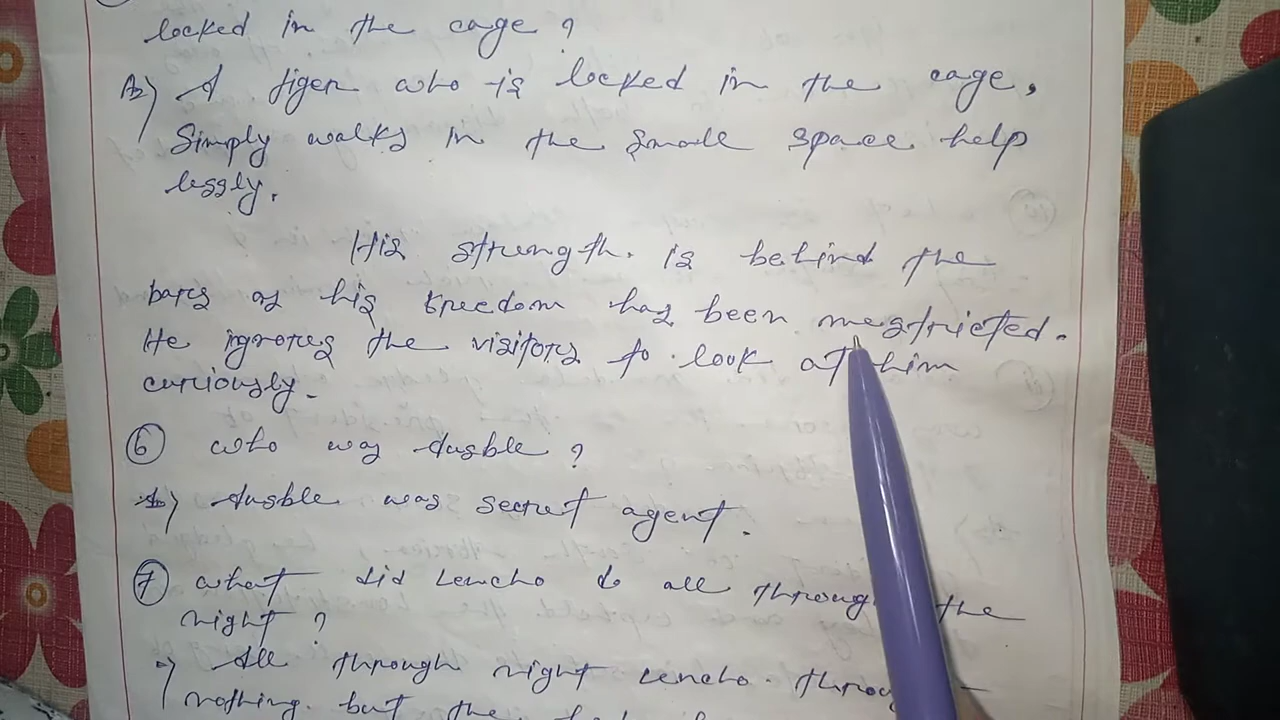 locked in the cage ?
A) A tiger who is locked in the cage,
Simply walks in the small space help
lessly.
His strength. is behind the
bars of his freedom has been restricted.
He ignores the visitors to look at him
curiously.
6 who was Ausble ?
A) Ausble was secret agent.
7 what did Lencho do all through the
night ?
All through night Lencho. through
nothing. but the